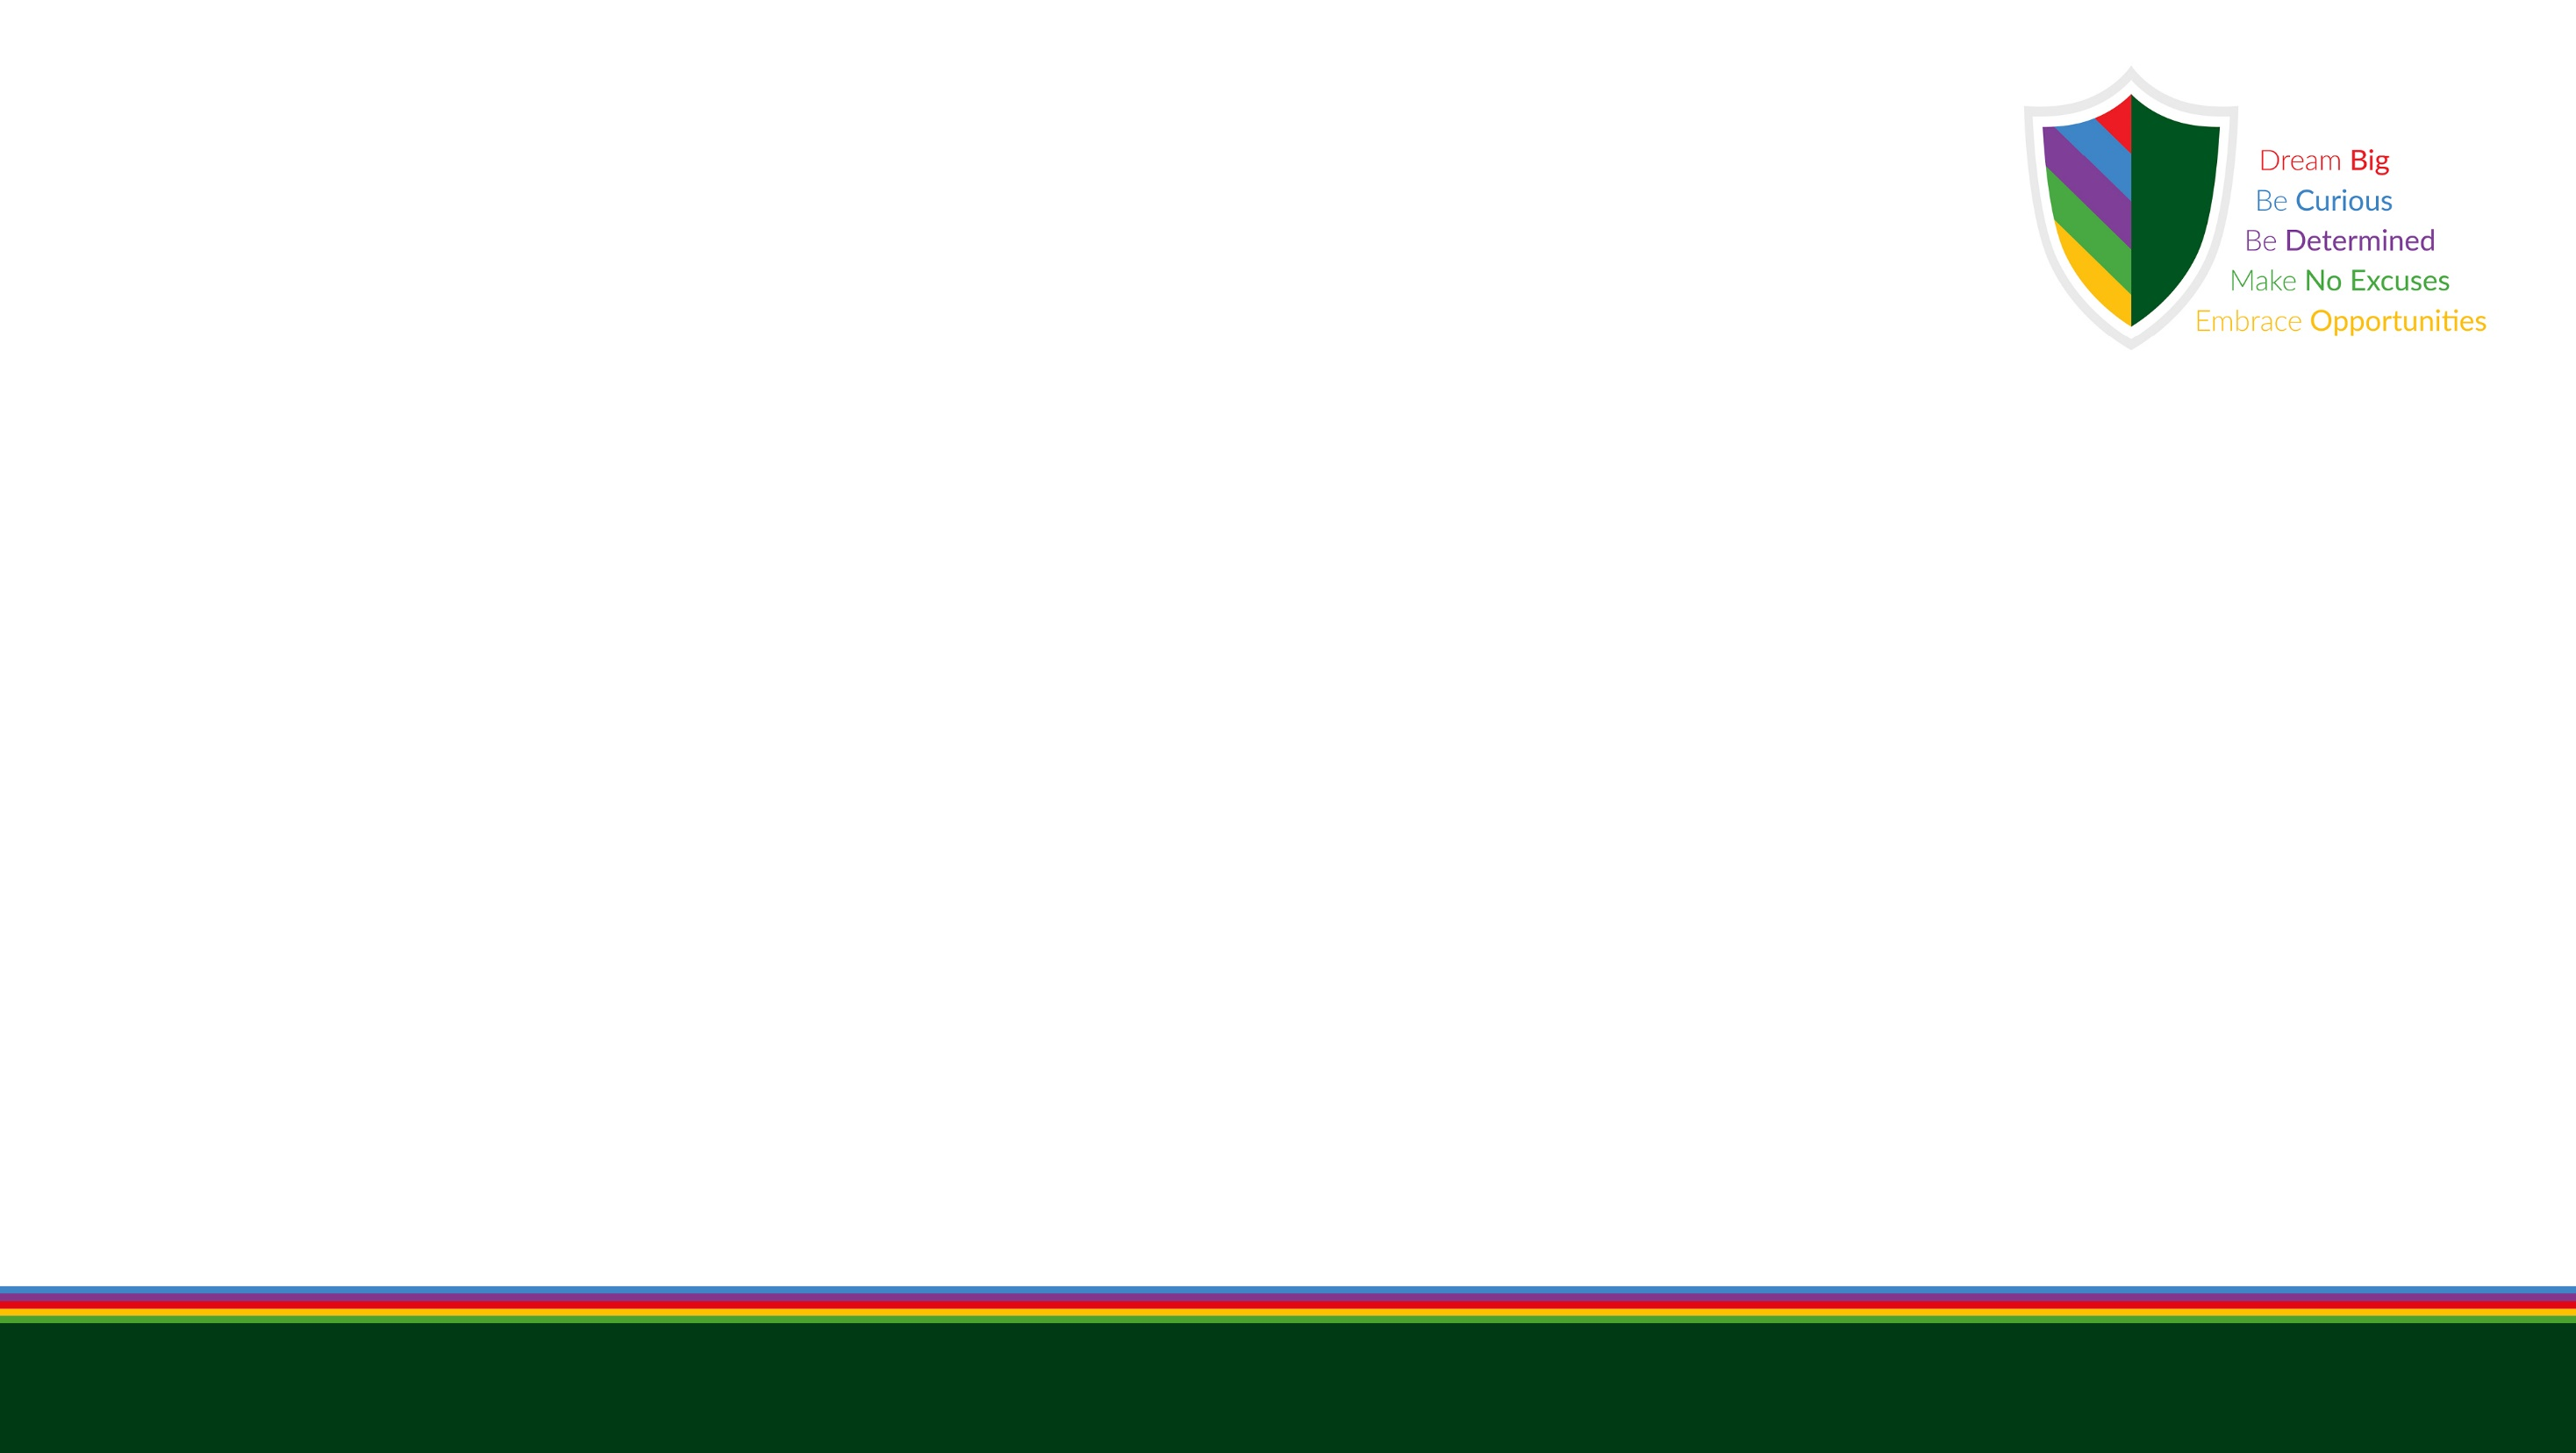 Dream Big
Be Curious
Be Determined
Make No Excuses
Embrace Opportunities